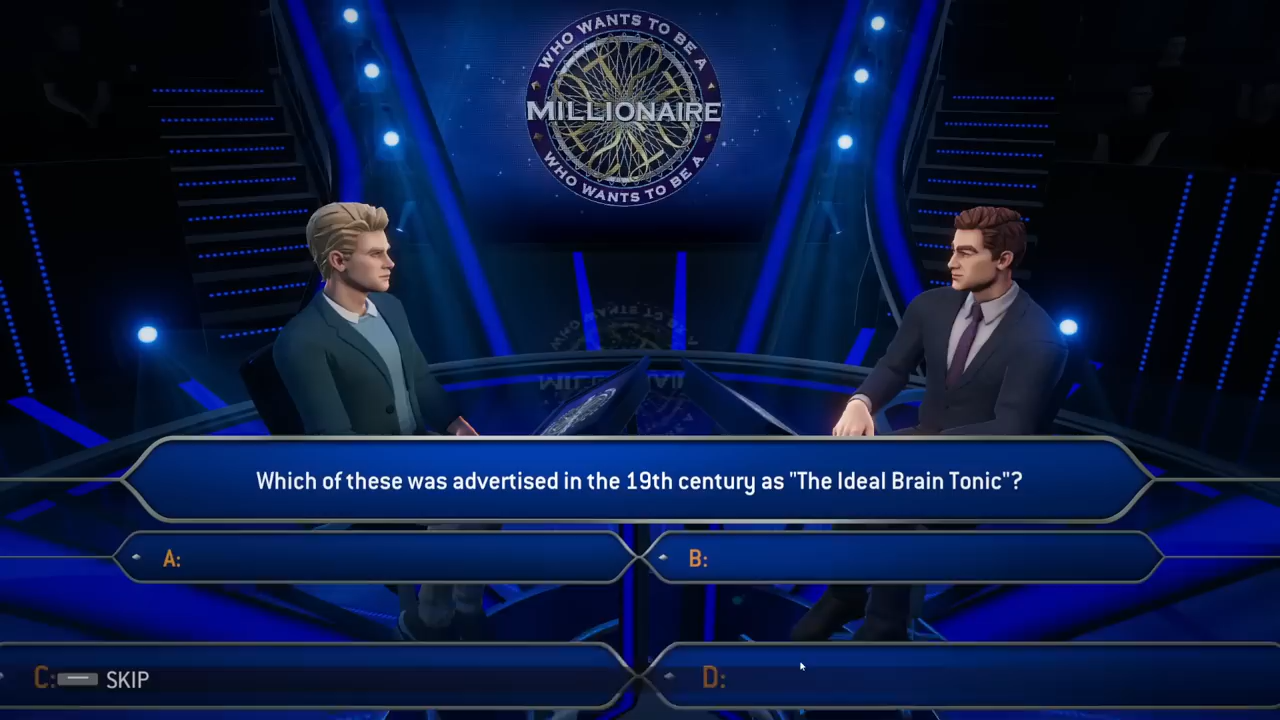 WHO WANTS TO BE A
MILLIONAIRE
WHO WANTS TO BE A
Which of these was advertised in the 19th century as "The Ideal Brain Tonic"?
A:
B:
C:
SKIP
D: